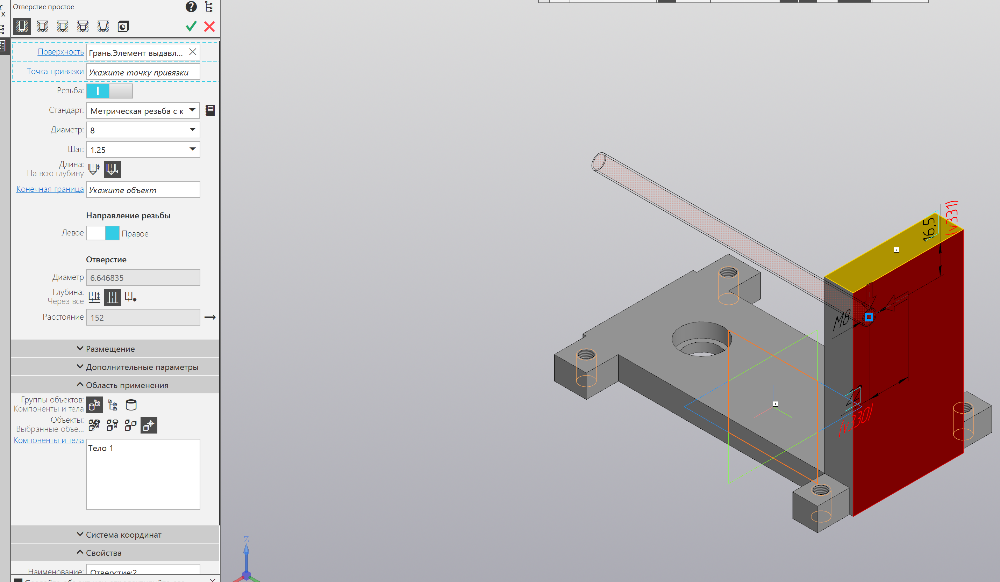 Отверстие простое
Поверхность
Грань.Элемент выдавл...
Точка привязки
Укажите точку привязки
Резьба:
Стандарт:
Метрическая резьба с к
Диаметр:
8
Шаг:
1.25
Длина:
На всю глубину
Конечная граница
Укажите объект
Направление резьбы
Левое
Правое
Отверстие
Диаметр
6.646835
Глубина:
Через все
Расстояние
152
Размещение
Дополнительные параметры
Область применения
Группы объектов:
Компоненты и тела
Объекты:
Выбранные объе...
Компоненты и тела
Тело 1
Система координат
Свойства
Наименование:
Отверстие:2
16,5
(v331)
2
M8
1
22
(v330)
Z